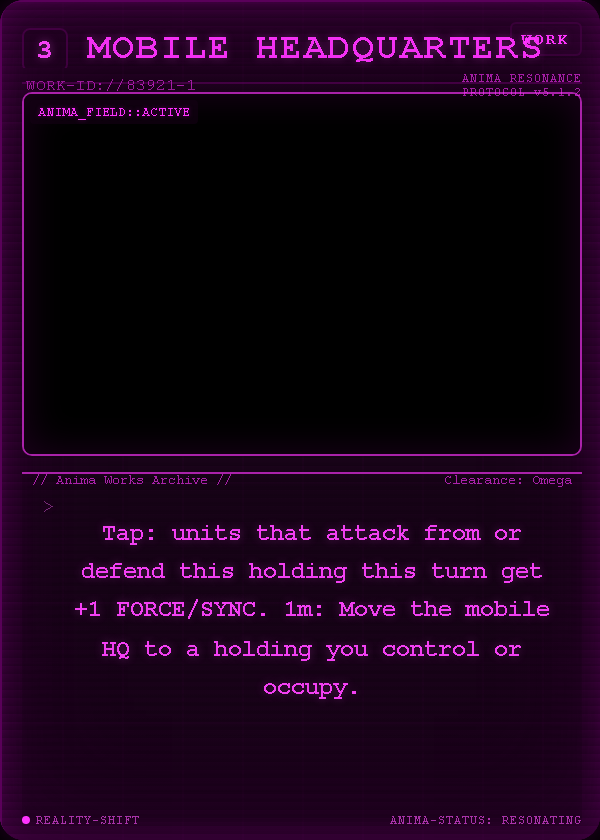 3
MOBILE HEADQUARTERS
WORK
WORK-ID://83921-1
ANIMA RESONANCE
PROTOCOL v5.1.2
ANIMA_FIELD::ACTIVE
// Anima Works Archive //
Clearance: Omega
>
Tap: units that attack from or
defend this holding this turn get
+1 FORCE/SYNC. 1m: Move the mobile
HQ to a holding you control or
occupy.
REALITY-SHIFT
ANIMA-STATUS: RESONATING